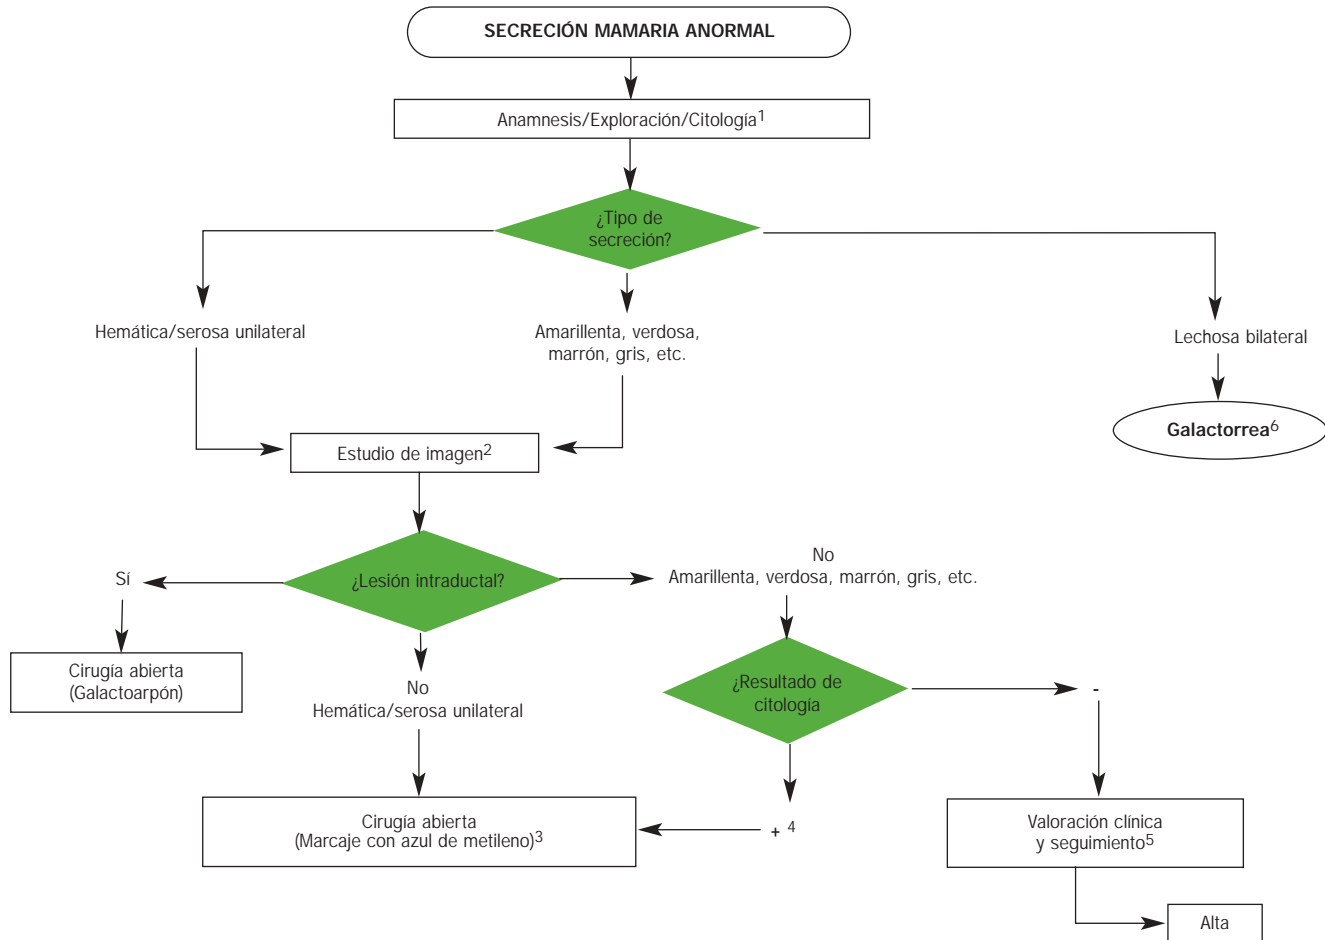 SECRECIÓN MAMARIA ANORMAL
Anamnesis/Exploración/Citología1
¿Tipo de
secreción?
Hemática/serosa unilateral
Amarillenta, verdosa,
marrón, gris, etc.
Lechosa bilateral
Galactorrea6
Estudio de imagen2
¿Lesión intraductal?
Sí
No
Amarillenta, verdosa, marrón, gris, etc.
Cirugía abierta
(Galactoarpón)
No
Hemática/serosa unilateral
¿Resultado de
citología
-
+ 4
Cirugía abierta
(Marcaje con azul de metileno)3
Valoración clínica
y seguimiento5
Alta